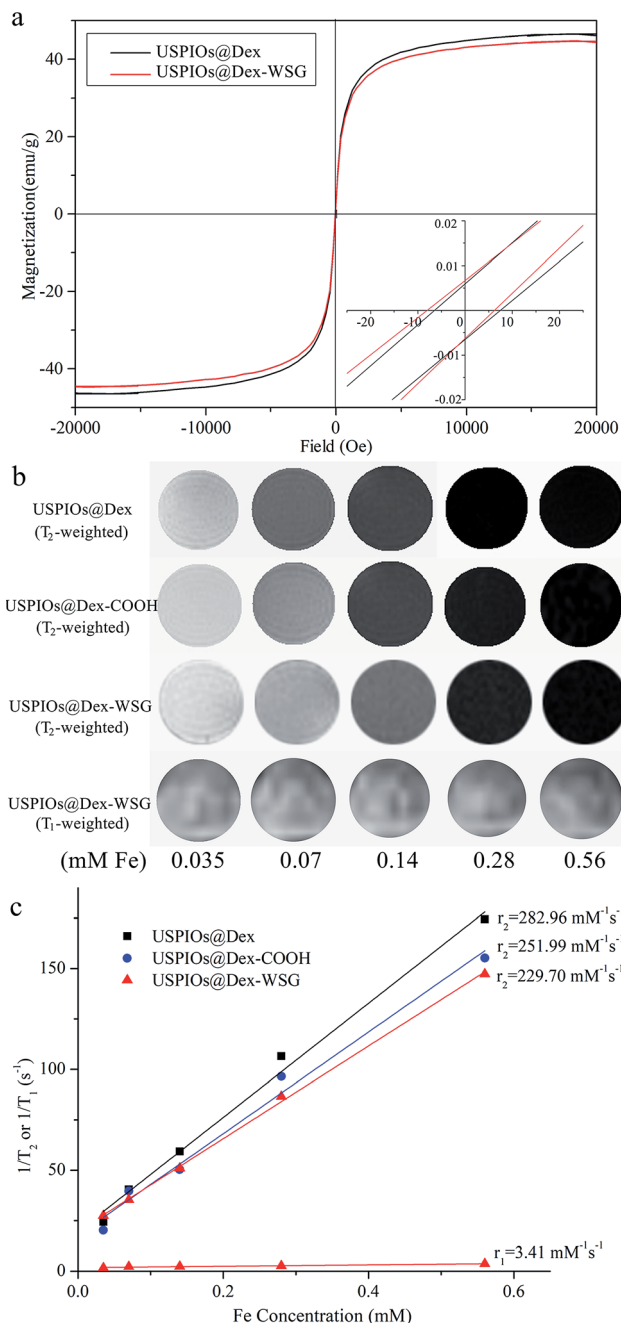 a
USPIOs@Dex
USPIOs@Dex-WSG
Magnetization(emu/g)
40
20
0
-20
-40
0.02
0.01
-0.01
-0.02
-20
-10
0
10
20
-20000
-10000
0
10000
20000
Field (Oe)
b
USPIOs@Dex
(T₂-weighted)
USPIOs@Dex-COOH
(T₂-weighted)
USPIOs@Dex-WSG
(T₂-weighted)
USPIOs@Dex-WSG
(T₁-weighted)
(mM Fe) 0.035 0.07 0.14 0.28 0.56
c
USPIOs@Dex
USPIOs@Dex-COOH
USPIOs@Dex-WSG
r₂=282.96 mM⁻¹s⁻
r₂=251.99 mM⁻¹s⁻
r₂=229.70 mM⁻¹s⁻¹
r₁=3.41 mM⁻¹s⁻¹
1/T₂ or 1/T₁ (s⁻¹)
150
100
50
0
0.0
0.2
0.4
0.6
Fe Concentration (mM)